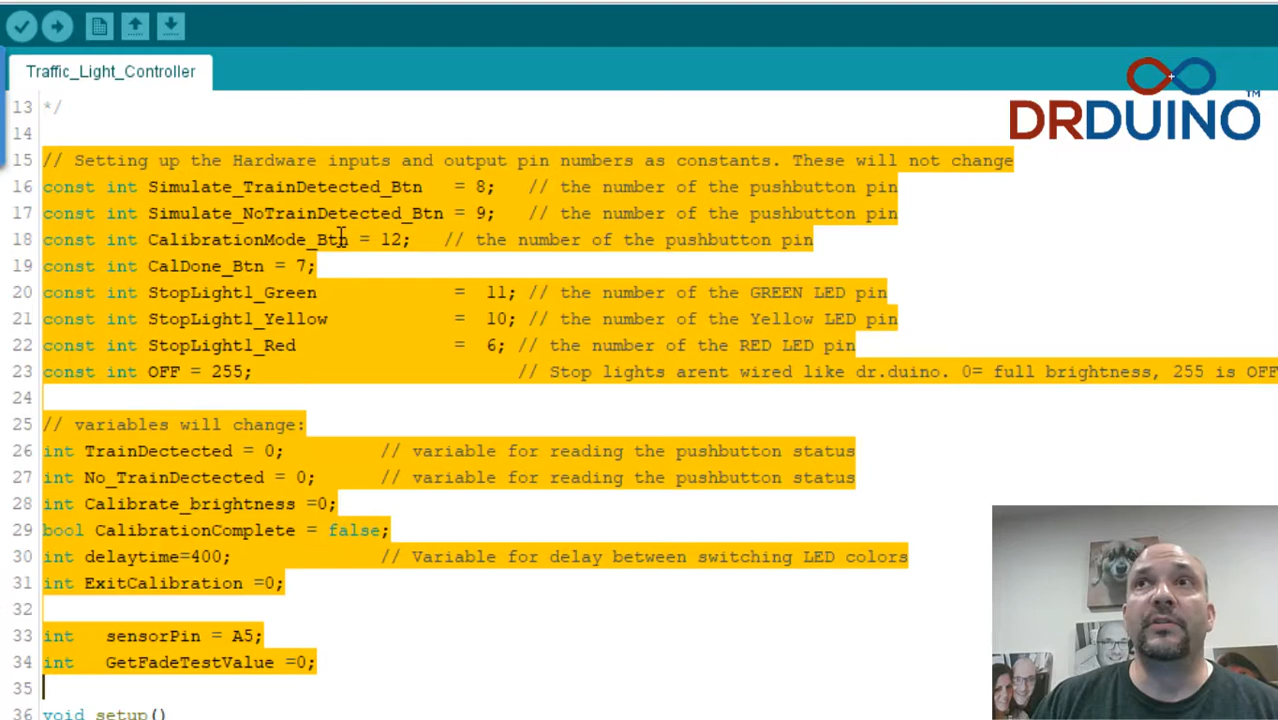 Traffic_Light_Controller
DRDUINO™
13 */
14
15 // Setting up the Hardware inputs and output pin numbers as constants. These will not change
16 const int Simulate_TrainDetected_Btn = 8; // the number of the pushbutton pin
17 const int Simulate_NoTrainDetected_Btn = 9; // the number of the pushbutton pin
18 const int CalibrationMode_Btn = 12; // the number of the pushbutton pin
19 const int CalDone_Btn = 7;
20 const int StopLight1_Green = 11; // the number of the GREEN LED pin
21 const int StopLight1_Yellow = 10; // the number of the Yellow LED pin
22 const int StopLight1_Red = 6; // the number of the RED LED pin
23 const int OFF = 255; // Stop lights arent wired like dr.duino. 0= full brightness, 255 is OFF
24
25 // variables will change:
26 int TrainDectected = 0; // variable for reading the pushbutton status
27 int No_TrainDectected = 0; // variable for reading the pushbutton status
28 int Calibrate_brightness =0;
29 bool CalibrationComplete = false;
30 int delaytime=400; // Variable for delay between switching LED colors
31 int ExitCalibration =0;
32
33 int sensorPin = A5;
34 int GetFadeTestValue =0;
35
36 void setup()